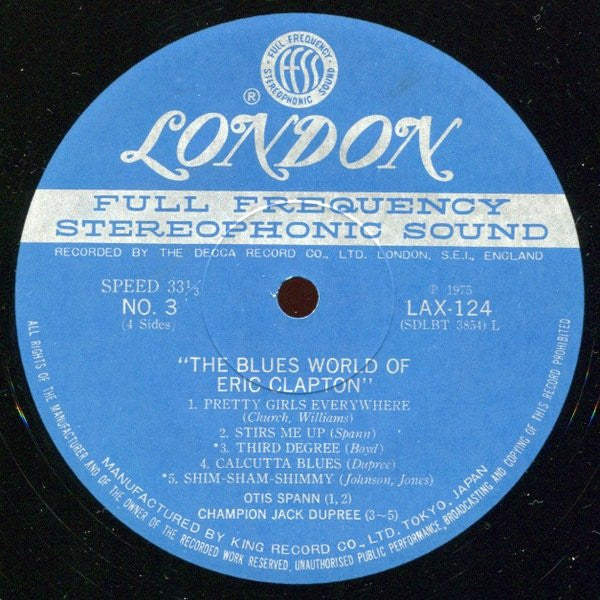 FULL FREQUENCY
STEREOPHONIC SOUND
ffss
®
LONDON
FULL FREQUENCY
STEREOPHONIC SOUND
RECORDED BY THE DECCA RECORD CO., LTD. LONDON, S.E.I., ENGLAND
SPEED 33⅓
NO. 3
(4 Sides)
℗ 1975
LAX-124
(SDLBT 3854) L
"THE BLUES WORLD OF
ERIC CLAPTON"
1. PRETTY GIRLS EVERYWHERE
(Church, Williams)
2. STIRS ME UP (Spann)
*3. THIRD DEGREE (Boyd)
4. CALCUTTA BLUES (Dupree)
*5. SHIM-SHAM-SHIMMY (Johnson, Jones)
OTIS SPANN (1, 2)
CHAMPION JACK DUPREE (3~5)
MANUFACTURED BY KING RECORD CO., LTD. TOKYO, JAPAN
ALL RIGHTS OF THE MANUFACTURER AND OF THE OWNER OF THE RECORDED WORK RESERVED, UNAUTHORISED PUBLIC PERFORMANCE, BROADCASTING AND COPYING OF THIS RECORD PROHIBITED